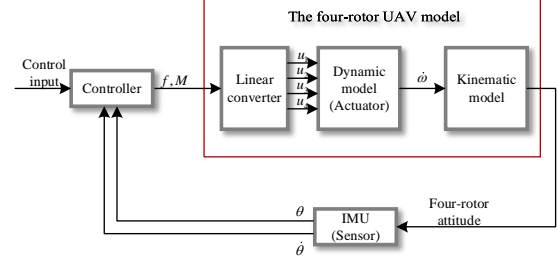 The four-rotor UAV model
Control
input
Controller
f, M
Linear
converter
u
u
u
u
Dynamic
model
(Actuator)
ω̇
Kinematic
model
Four-rotor
attitude
IMU
(Sensor)
θ
θ̇